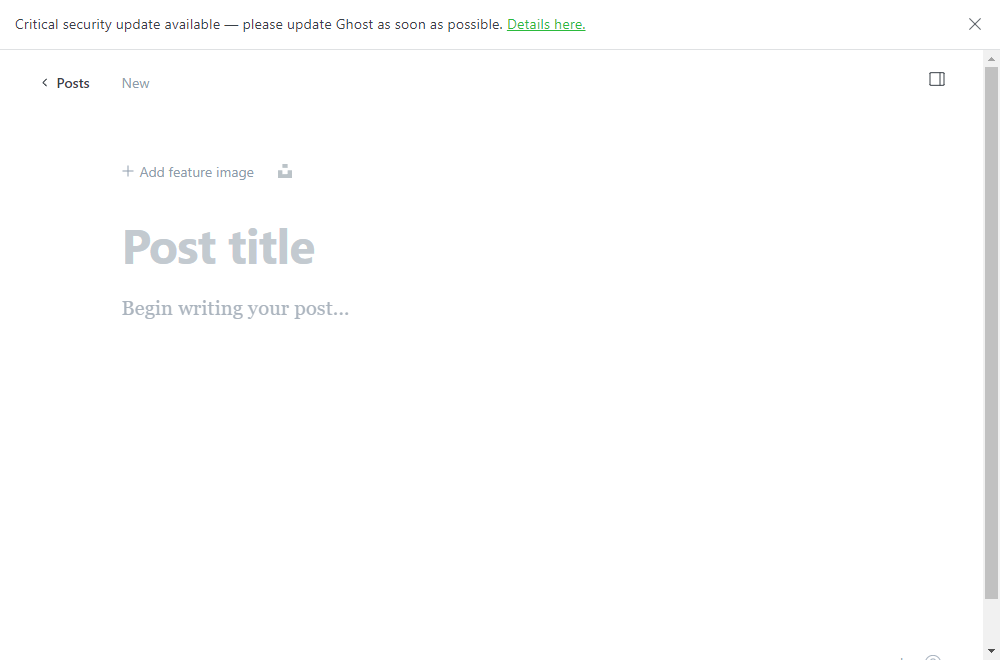 Critical security update available — please update Ghost as soon as possible. Details here.
Posts New
Add feature image
Post title
Begin writing your post...